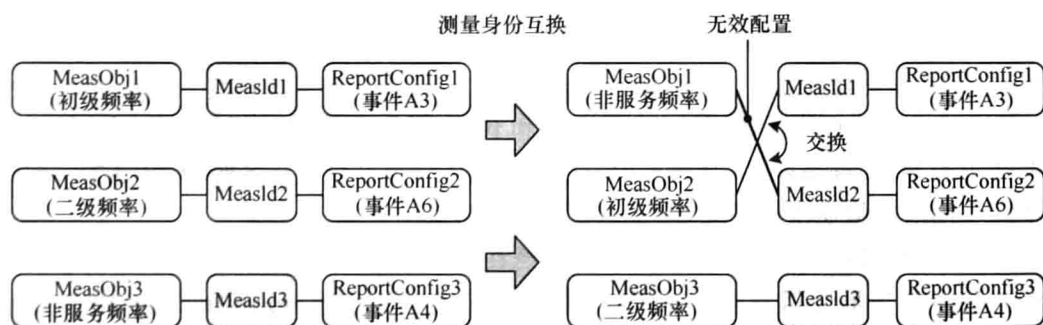 测量身份互换
无效配置
MeasObj1
(初级频率)
MeasId1
ReportConfig1
(事件A3)
MeasObj1
(非服务频率)
MeasId1
ReportConfig1
(事件A3)
交换
MeasObj2
(二级频率)
MeasId2
ReportConfig2
(事件A6)
MeasObj2
(初级频率)
MeasId2
ReportConfig2
(事件A6)
MeasObj3
(非服务频率)
MeasId3
ReportConfig3
(事件A4)
MeasObj3
(二级频率)
MeasId3
ReportConfig3
(事件A4)